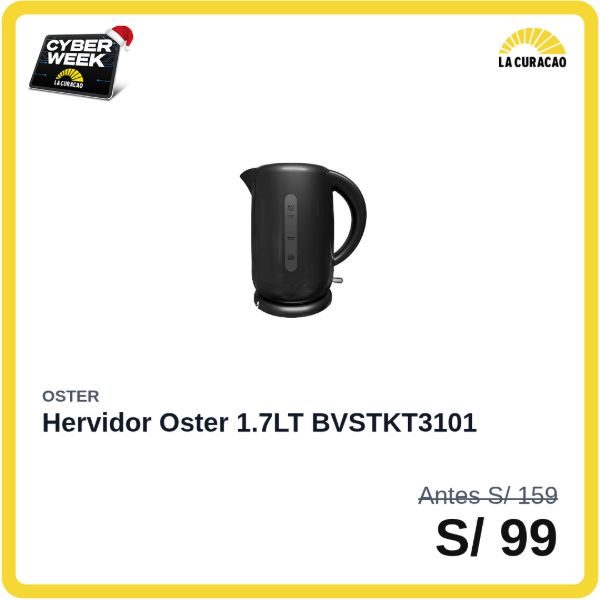 CYBER
WEEK
LA CURACAO
LA CURACAO
OSTER
Hervidor Oster 1.7LT BVSTKT3101
Antes S/ 159
S/ 99